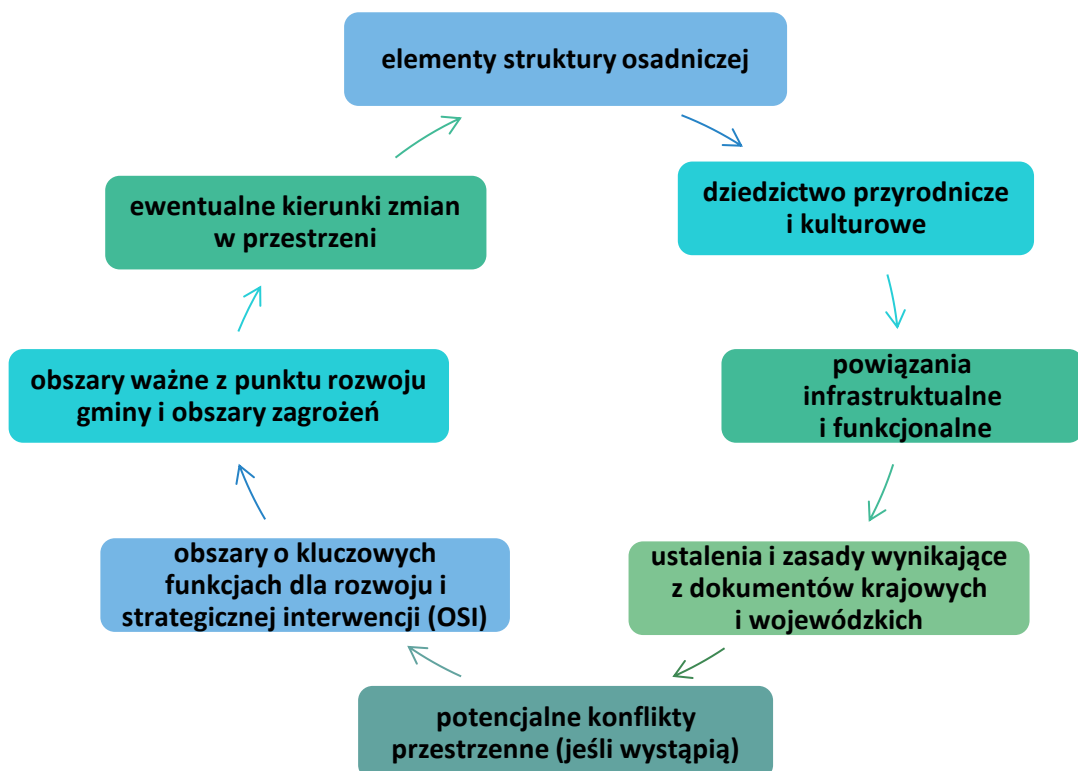 elementy struktury osadniczej
dziedzictwo przyrodnicze
i kulturowe
powiązania
infrastruktualne
i funkcjonalne
ustalenia i zasady wynikające
z dokumentów krajowych
i wojewódzkich
potencjalne konflikty
przestrzenne (jeśli wystąpią)
obszary o kluczowych
funkcjach dla rozwoju i
strategicznej interwencji (OSI)
obszary ważne z punktu rozwoju
gminy i obszary zagrożeń
ewentualne kierunki zmian
w przestrzeni